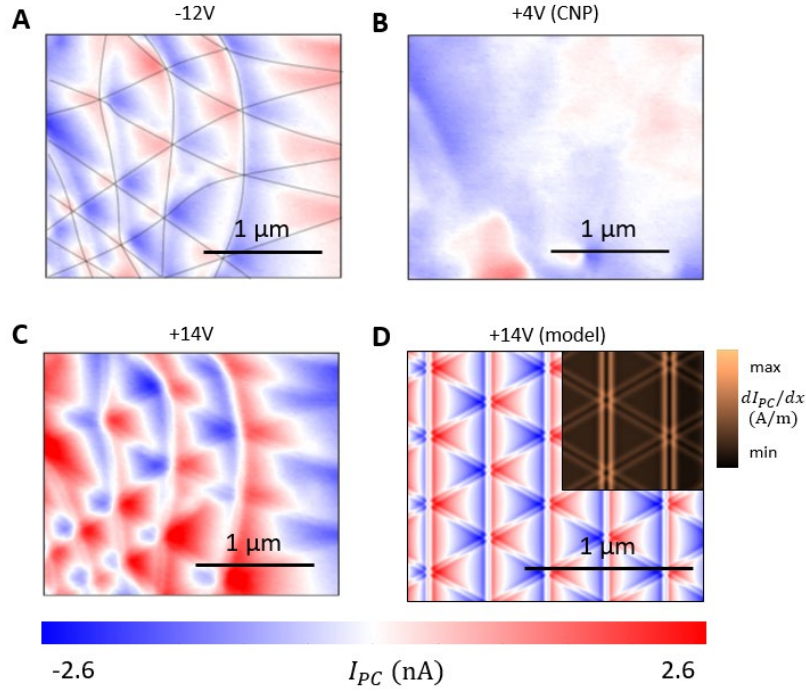 A
-12V
1 μm
B
+4V (CNP)
1 μm
C
+14V
1 μm
D
+14V (model)
1 μm
max
dI_PC/dx
(A/m)
min
-2.6
I_PC (nA)
2.6